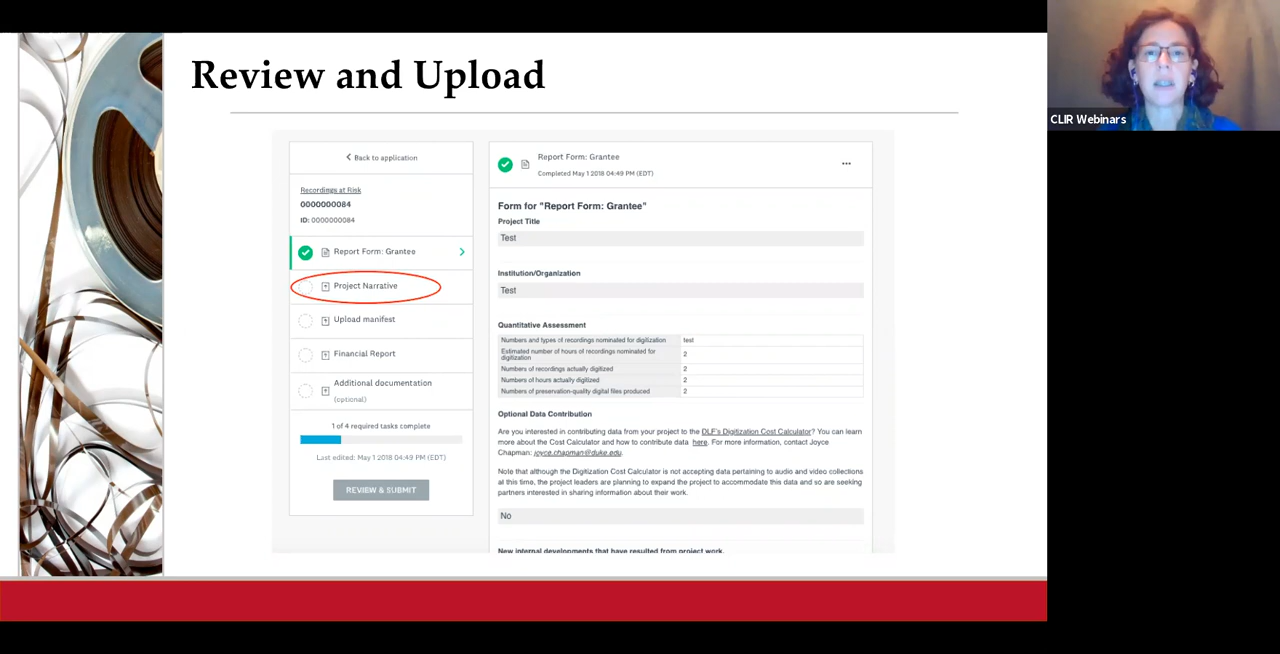 Review and Upload
CLIR Webinars
Back to application
Recordings at Risk
0000000084
ID: 0000000084
Report Form: Grantee
Project Narrative
Upload manifest
Financial Report
Additional documentation
(optional)
1 of 4 required tasks complete
Last edited: May 1 2018 04:49 PM (EDT)
REVIEW & SUBMIT
Report Form: Grantee
Completed May 1 2018 04:49 PM (EDT)
Form for "Report Form: Grantee"
Project Title
Test
Institution/Organization
Test
Quantitative Assessment
Numbers and types of recordings nominated for digitization test
Estimated number of hours of recordings nominated for
digitization 2
Numbers of recordings actually digitized 2
Numbers of hours actually digitized 2
Numbers of preservation-quality digital files produced 2
Optional Data Contribution
Are you interested in contributing data from your project to the DLF's Digitization Cost Calculator? You can learn
more about the Cost Calculator and how to contribute data here. For more information, contact Joyce
Chapman: joyce.chapman@duke.edu.
Note that although the Digitization Cost Calculator is not accepting data pertaining to audio and video collections
at this time, the project leaders are planning to expand the project to accommodate this data and so are seeking
partners interested in sharing information about their work.
No
New internal developments that have resulted from project work.